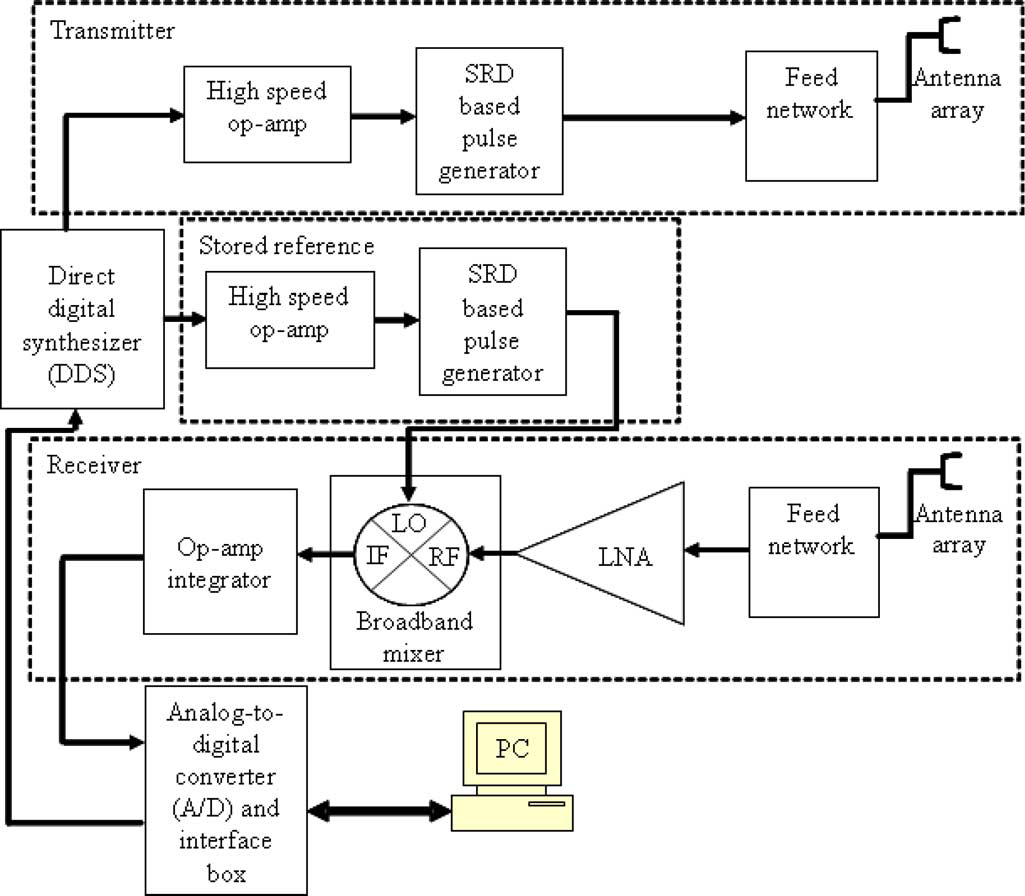 Transmitter
High speed
op-amp
SRD
based
pulse
generator
Feed
network
Antenna
array
Direct
digital
synthesizer
(DDS)
Stored reference
High speed
op-amp
SRD
based
pulse
generator
Receiver
Op-amp
integrator
LO
IF
RF
Broadband
mixer
LNA
Feed
network
Antenna
array
Analog-to-
digital
converter
(A/D) and
interface
box
PC